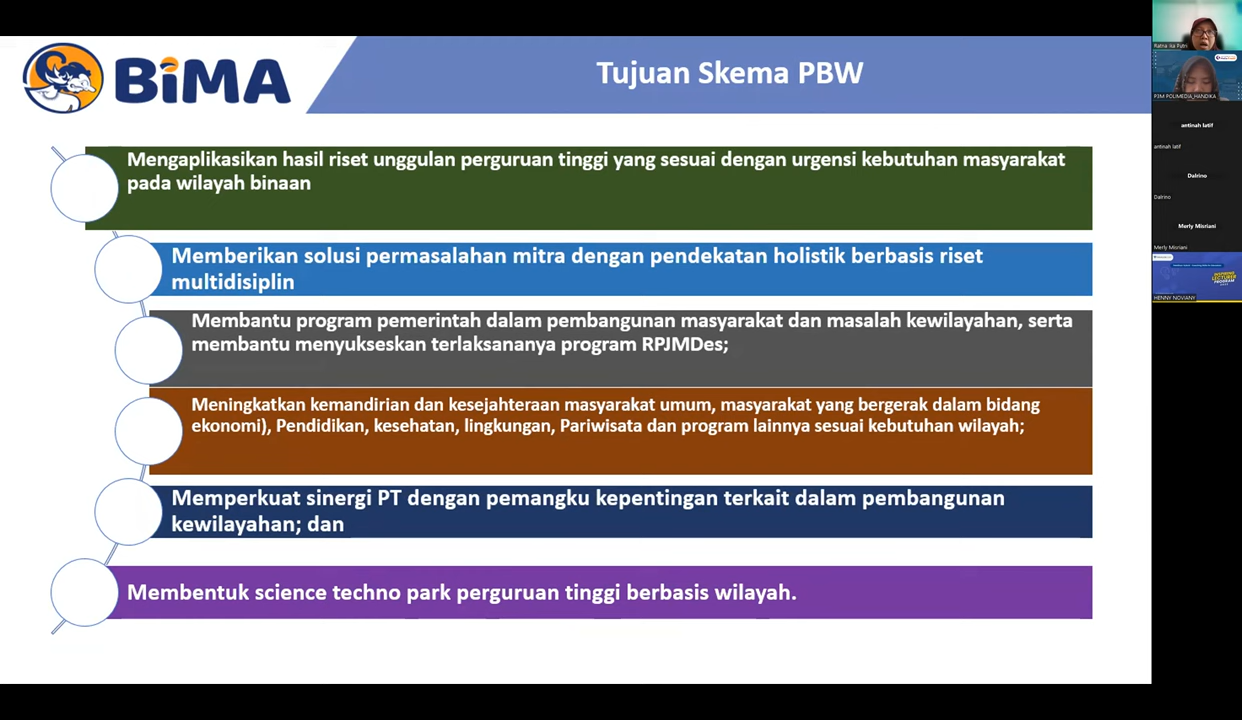 BiMA
Tujuan Skema PBW
Mengaplikasikan hasil riset unggulan perguruan tinggi yang sesuai dengan urgensi kebutuhan masyarakat
pada wilayah binaan
Memberikan solusi permasalahan mitra dengan pendekatan holistik berbasis riset
multidisiplin
Membantu program pemerintah dalam pembangunan masyarakat dan masalah kewilayahan, serta
membantu menyukseskan terlaksananya program RPJMDes;
Meningkatkan kemandirian dan kesejahteraan masyarakat umum, masyarakat yang bergerak dalam bidang
ekonomi), Pendidikan, kesehatan, lingkungan, Pariwisata dan program lainnya sesuai kebutuhan wilayah;
Memperkuat sinergi PT dengan pemangku kepentingan terkait dalam pembangunan
kewilayahan; dan
Membentuk science techno park perguruan tinggi berbasis wilayah.
Ratna Ika Putri
P3M POLIMEDIA_HANDIKA
antinah latif
antinah latif
Dalrino
Dalrino
Merly Misriani
Merly Misriani
HENNY NOVIANY